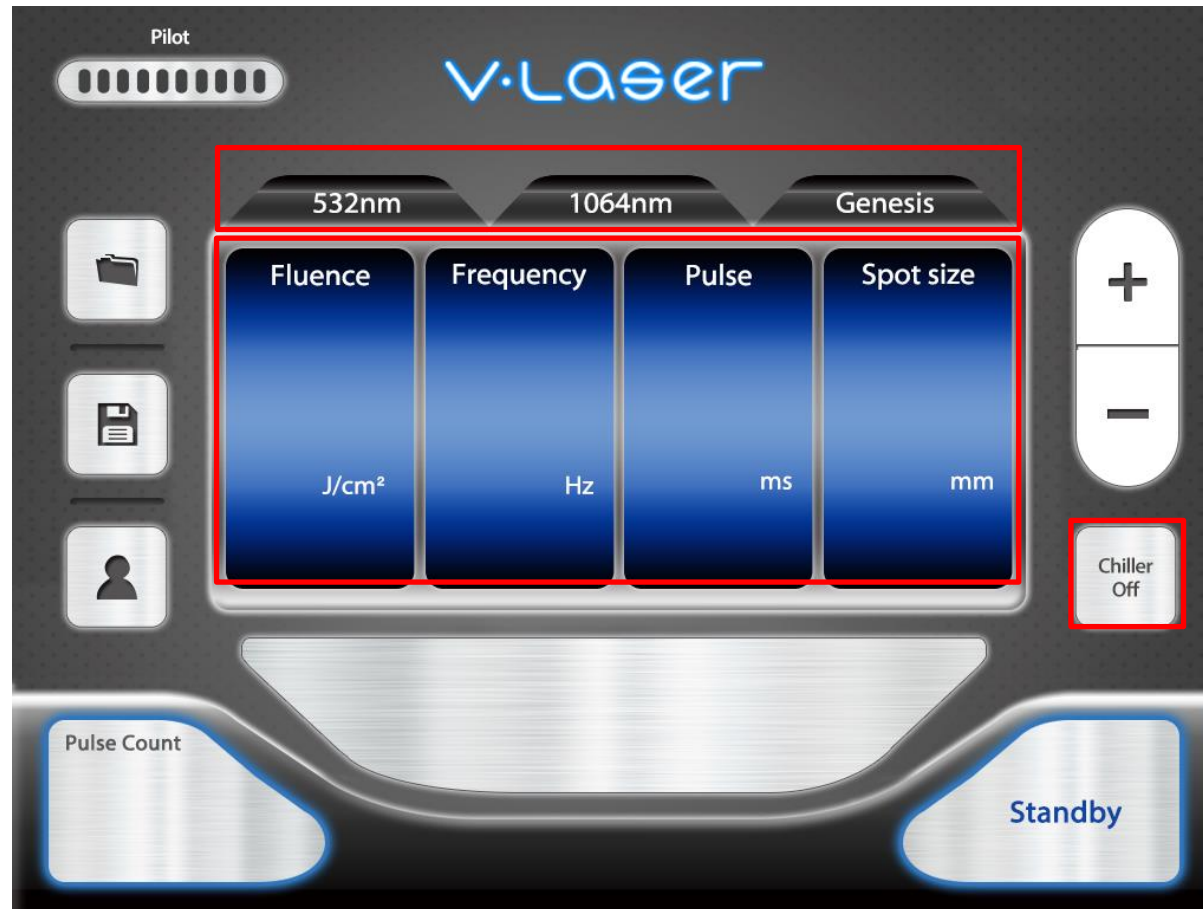 Pilot
V·Laser
532nm 1064nm Genesis
Fluence Frequency Pulse Spot size
J/cm² Hz ms mm
Chiller
Off
Pulse Count
Standby